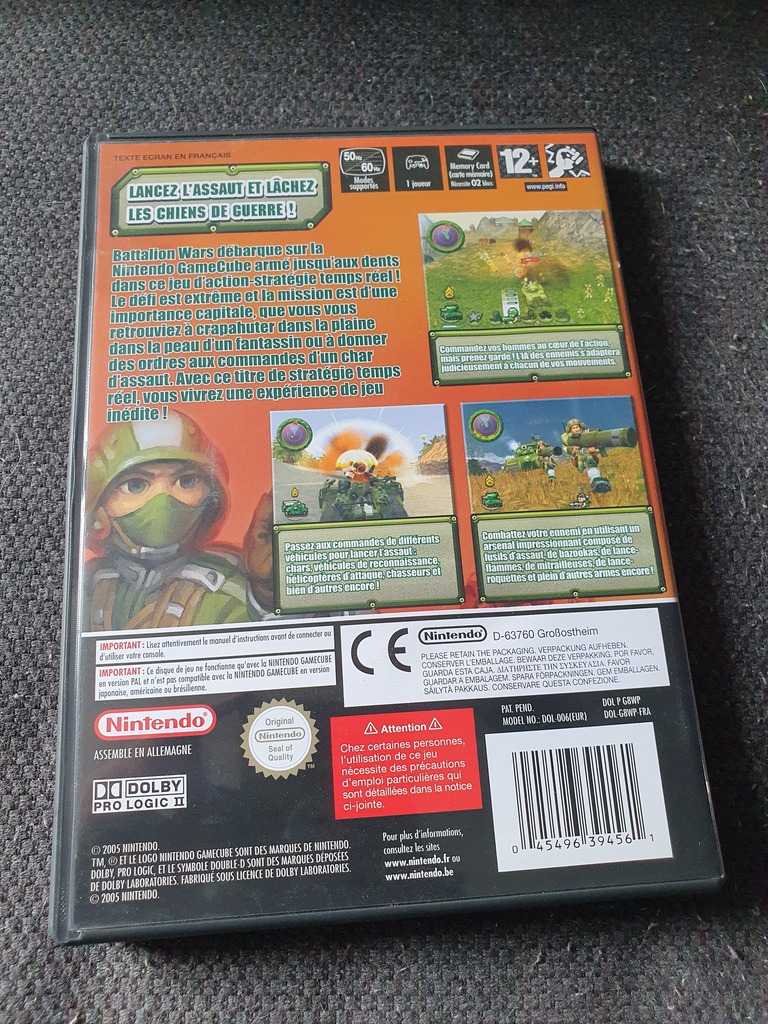 TEXTE ECRAN EN FRANÇAIS
50Hz
60Hz
Modes
supportés
1 joueur
Memory Card
(carte mémoire)
Nécessite 02 blocs
12+
www.pegi.info
LANCEZ L'ASSAUT ET LÂCHEZ
LES CHIENS DE GUERRE !
Battalion Wars débarque sur la
Nintendo GameCube armé jusqu'aux dents
dans ce jeu d'action-stratégie temps réel !
Le défi est extrême et la mission est d'une
importance capitale, que vous vous
retrouviez à crapahuter dans la plaine
dans la peau d'un fantassin ou à donner
des ordres aux commandes d'un char
d'assaut. Avec ce titre de stratégie temps
réel, vous vivrez une expérience de jeu
inédite !
Commandez vos hommes au cœur de l'action,
mais prenez garde ! L'IA des ennemis s'adaptera
judicieusement à chacun de vos mouvements.
Passez aux commandes de différents
véhicules pour lancer l'assaut :
chars, véhicules de reconnaissance,
hélicoptères d'attaque, chasseurs et
bien d'autres encore !
Combattez votre ennemi en utilisant un
arsenal impressionnant composé de
fusils d'assaut, de bazookas, de lance-
flammes, de mitrailleuses, de lance-
roquettes et plein d'autres armes encore !
IMPORTANT : Lisez attentivement le manuel d'instructions avant de connecter ou
d'utiliser votre console.
IMPORTANT : Ce disque de jeu ne fonctionne qu'avec la NINTENDO GAMECUBE
en version PAL et n'est pas compatible avec la NINTENDO GAMECUBE en version
japonaise, américaine ou brésilienne.
CE
Nintendo D-63760 Großostheim
PLEASE RETAIN THE PACKAGING. VERPACKUNG AUFHEBEN.
CONSERVER L'EMBALLAGE. BEWAAR DEZE VERPAKKING. POR FAVOR,
GUARDA ESTA CAJA. ΔΙΑΤΗΡΗΣΤΕ ΤΗΝ ΣΥΣΚΕΥΑΣΙΑ. FAVOR
GUARDAR A EMBALAGEM. SPARA FÖRPACKNINGEN. GEM EMBALLAGEN.
SÄILYTÄ PAKKAUS. CONSERVARE QUESTA CONFEZIONE.
Nintendo®
ASSEMBLE EN ALLEMAGNE
Original
Nintendo
Seal of
Quality
TM
⚠ Attention ⚠
Chez certaines personnes,
l'utilisation de ce jeu
nécessite des précautions
d'emploi particulières qui
sont détaillées dans la notice
ci-jointe.
PAT. PEND.
MODEL NO.: DOL-006(EUR)
DOL P G8WP
DOL-G8WP-FRA
DOLBY
PRO LOGIC II
© 2005 NINTENDO.
TM, ® ET LE LOGO NINTENDO GAMECUBE SONT DES MARQUES DE NINTENDO.
DOLBY, PRO LOGIC, ET LE SYMBOLE DOUBLE-D SONT DES MARQUES DÉPOSÉES
DE DOLBY LABORATORIES. FABRIQUÉ SOUS LICENCE DE DOLBY LABORATORIES.
© 2005 NINTENDO.
Pour plus d'informations,
consultez les sites
www.nintendo.fr ou
www.nintendo.be
0 45496 39456 1